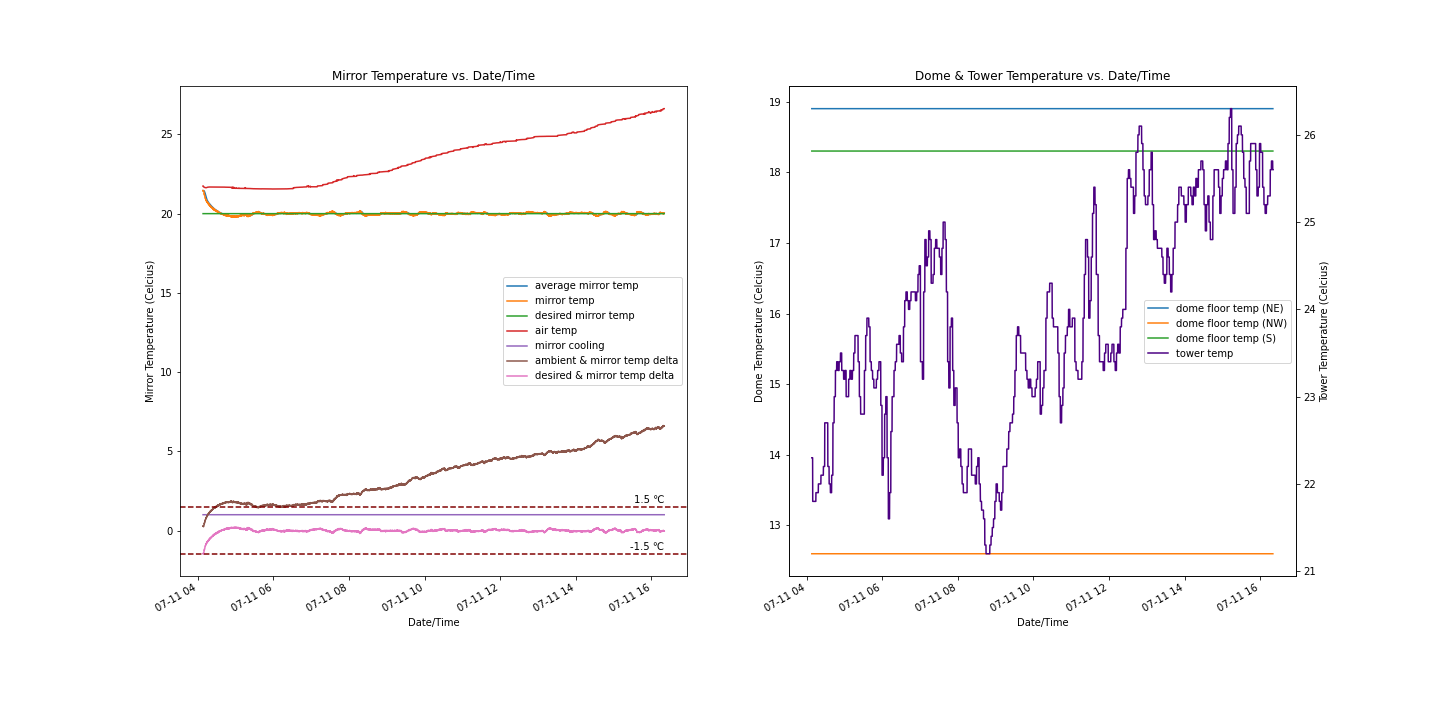 Mirror Temperature vs. Date/Time
Mirror Temperature (Celcius)
25
20
15
10
5
0
average mirror temp
mirror temp
desired mirror temp
air temp
mirror cooling
ambient & mirror temp delta
desired & mirror temp delta
1.5 °C
-1.5 °C
07-11 04
07-11 06
07-11 08
07-11 10
07-11 12
07-11 14
07-11 16
Date/Time
Dome & Tower Temperature vs. Date/Time
Dome Temperature (Celcius)
19
18
17
16
15
14
13
dome floor temp (NE)
dome floor temp (NW)
dome floor temp (S)
tower temp
26
25
24
23
22
21
Tower Temperature (Celcius)
07-11 04
07-11 06
07-11 08
07-11 10
07-11 12
07-11 14
07-11 16
Date/Time